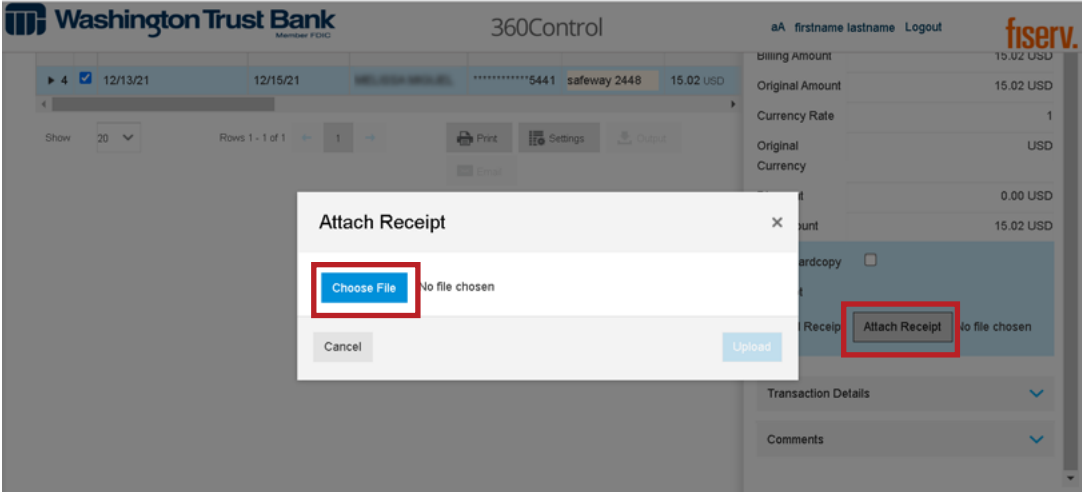 Washington Trust Bank
Member FDIC
360Control
aA firstname lastname Logout
fiserv.
4 12/13/21 12/15/21 ************5441 safeway 2448 15.02 USD
Show 20 Rows 1 - 1 of 1 ← 1 →
Print Settings Output
Email
Billing Amount 15.02 USD
Original Amount 15.02 USD
Currency Rate 1
Original Currency USD
0.00 USD
15.02 USD
Attach Receipt ×
Choose File No file chosen
Cancel Upload
Attach Receipt No file chosen
Transaction Details
Comments